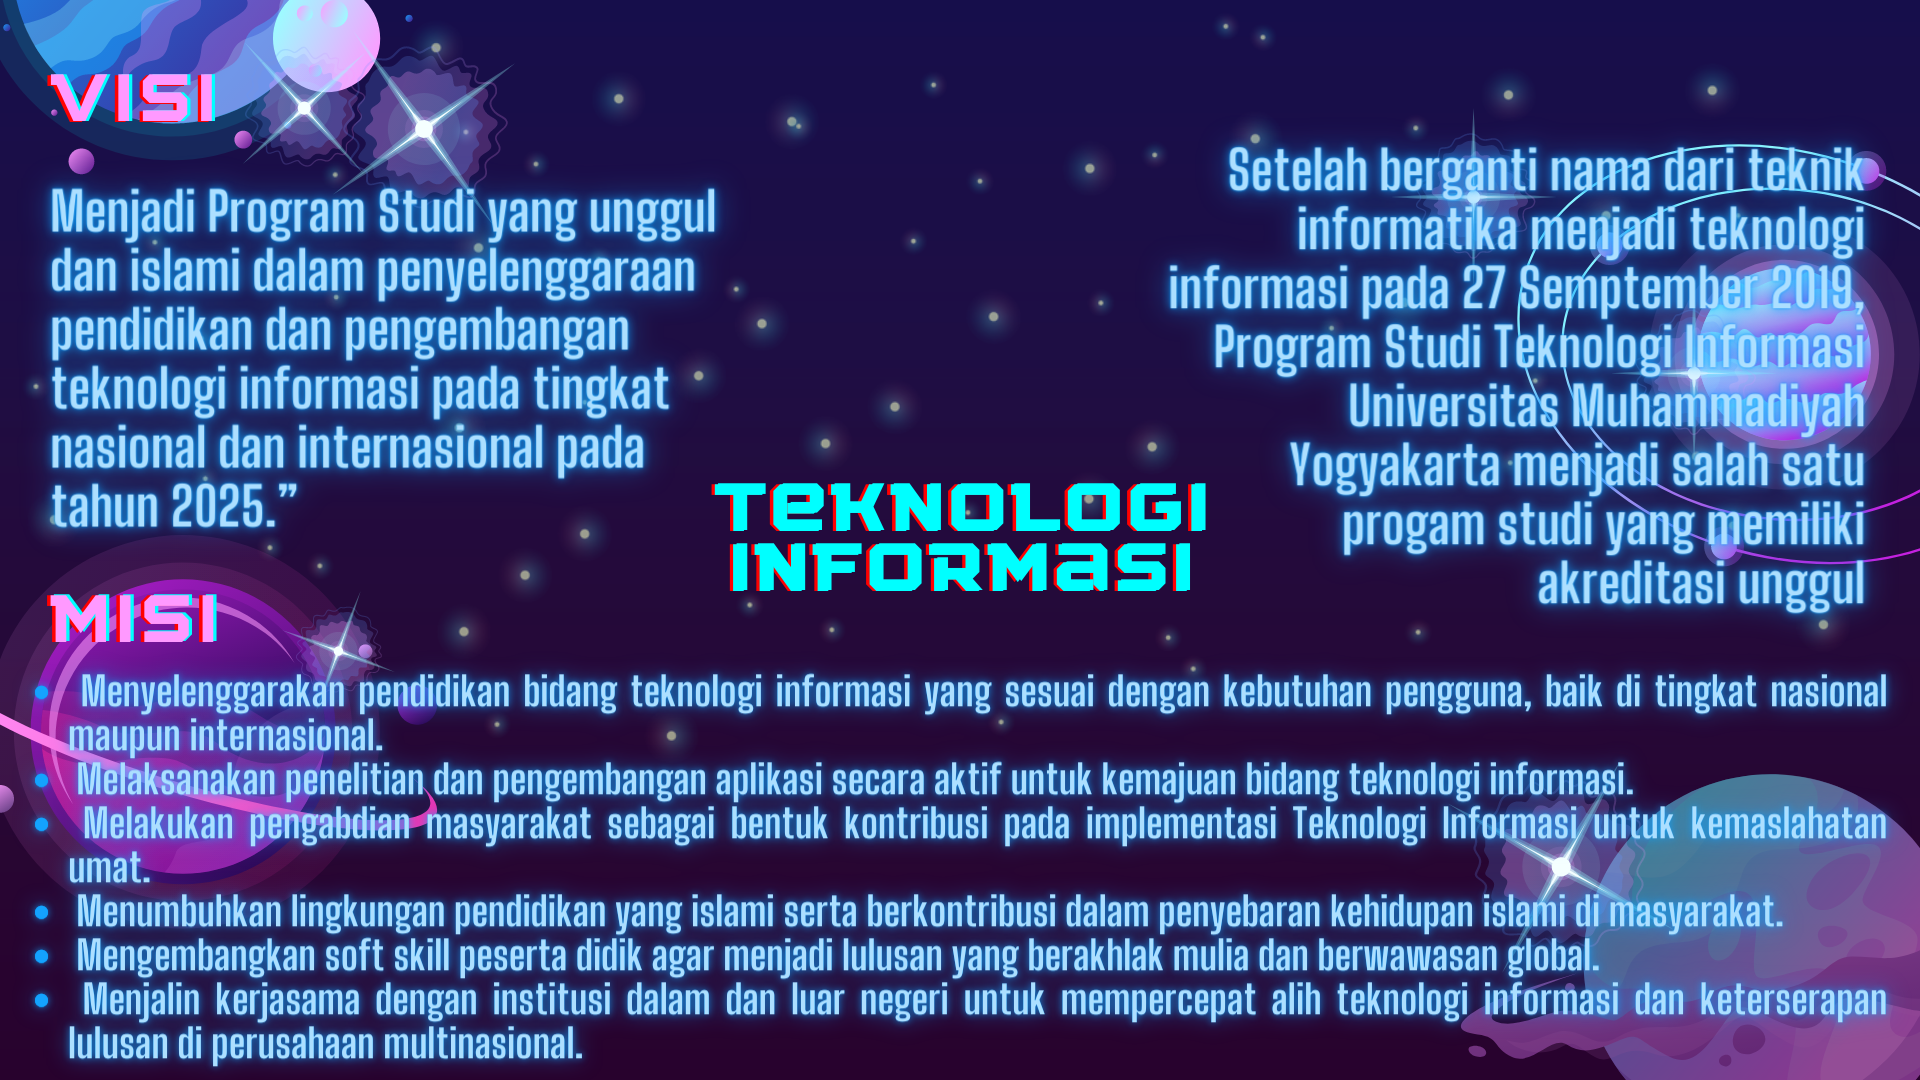 VISI
Menjadi Program Studi yang unggul
dan islami dalam penyelenggaraan
pendidikan dan pengembangan
teknologi informasi pada tingkat
nasional dan internasional pada
tahun 2025.”
Setelah berganti nama dari teknik
informatika menjadi teknologi
informasi pada 27 Semptember 2019,
Program Studi Teknologi Informasi
Universitas Muhammadiyah
Yogyakarta menjadi salah satu
progam studi yang memiliki
akreditasi unggul
TEKNOLOGI
INFORMASI
MISI
• Menyelenggarakan pendidikan bidang teknologi informasi yang sesuai dengan kebutuhan pengguna, baik di tingkat nasional
maupun internasional.
• Melaksanakan penelitian dan pengembangan aplikasi secara aktif untuk kemajuan bidang teknologi informasi.
• Melakukan pengabdian masyarakat sebagai bentuk kontribusi pada implementasi Teknologi Informasi untuk kemaslahatan
umat.
• Menumbuhkan lingkungan pendidikan yang islami serta berkontribusi dalam penyebaran kehidupan islami di masyarakat.
• Mengembangkan soft skill peserta didik agar menjadi lulusan yang berakhlak mulia dan berwawasan global.
• Menjalin kerjasama dengan institusi dalam dan luar negeri untuk mempercepat alih teknologi informasi dan keterserapan
lulusan di perusahaan multinasional.